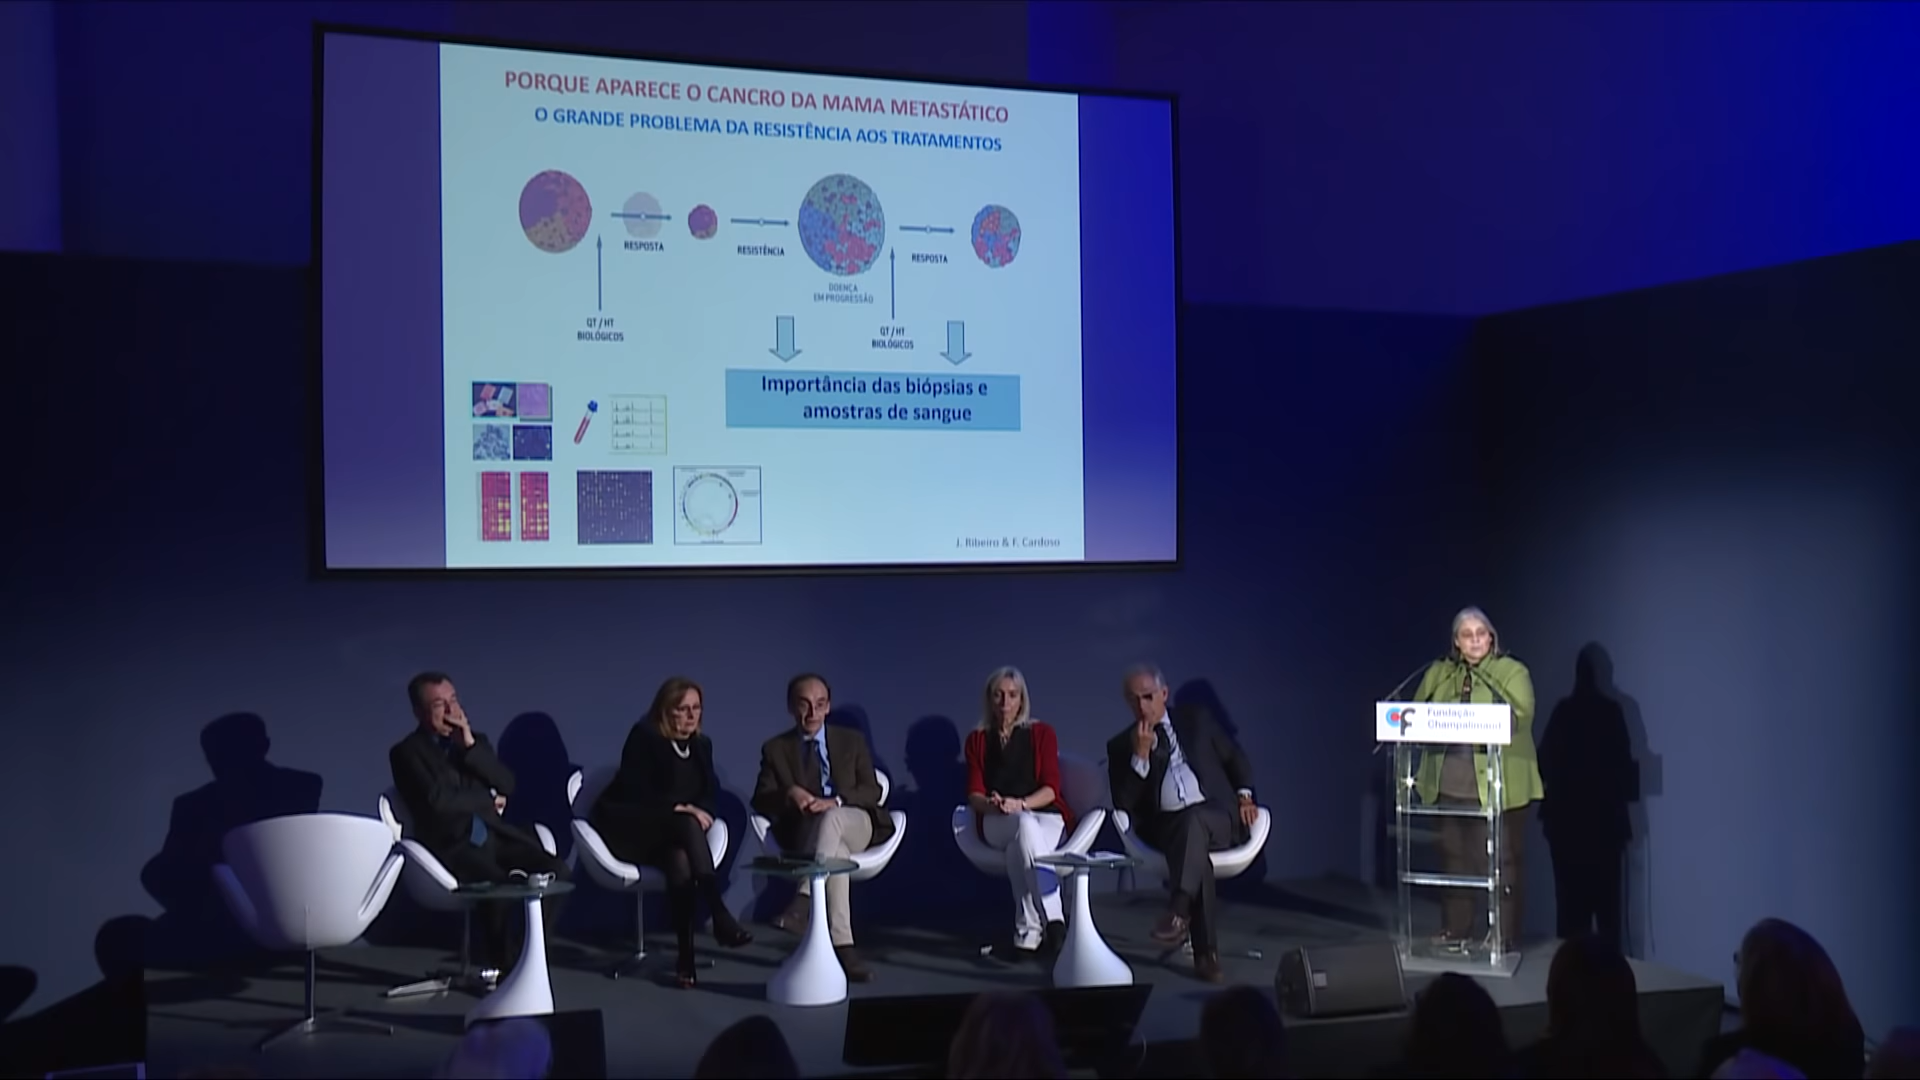 PORQUE APARECE O CANCRO DA MAMA METASTÁTICO
O GRANDE PROBLEMA DA RESISTÊNCIA AOS TRATAMENTOS
RESPOSTA
RESISTÊNCIA
RESPOSTA
DOENÇA
EM PROGRESSÃO
QT / HT
BIOLÓGICOS
QT / HT
BIOLÓGICOS
Importância das biópsias e
amostras de sangue
J. Ribeiro & F. Cardoso
Fundação
Champalimaud